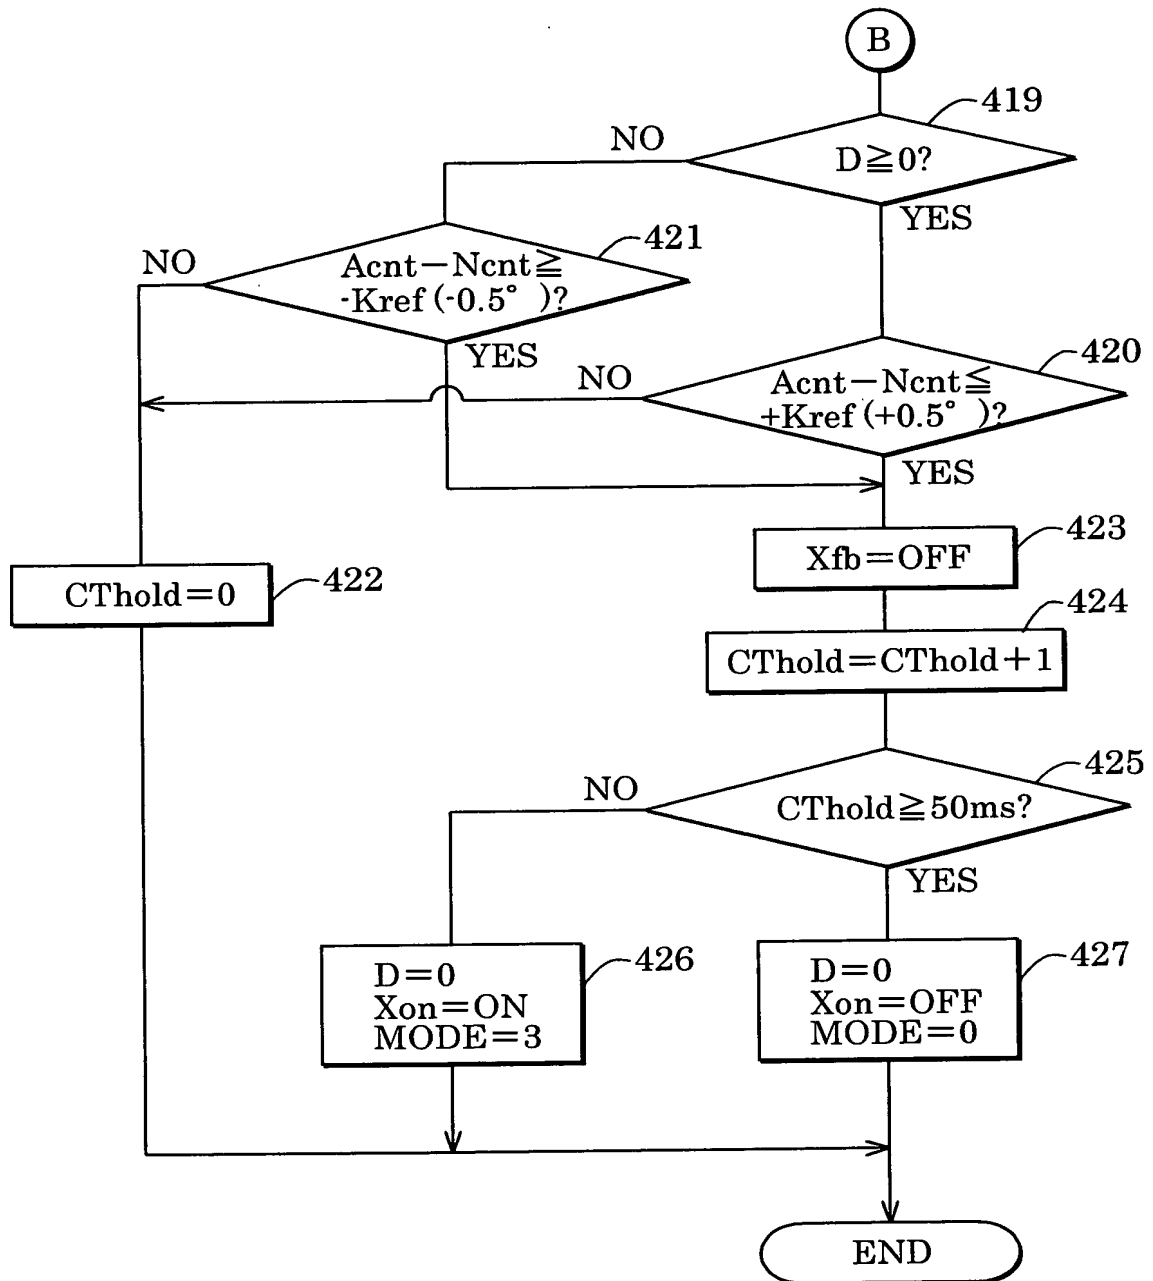 B
419
NO
D≧0?
YES
421
NO
Acnt−Ncnt≧
-Kref (-0.5° )?
YES
420
NO
Acnt−Ncnt≦
+Kref (+0.5° )?
YES
423
Xfb=OFF
422
CThold=0
424
CThold=CThold+1
425
NO
CThold≧50ms?
YES
426
D=0
Xon=ON
MODE=3
427
D=0
Xon=OFF
MODE=0
END